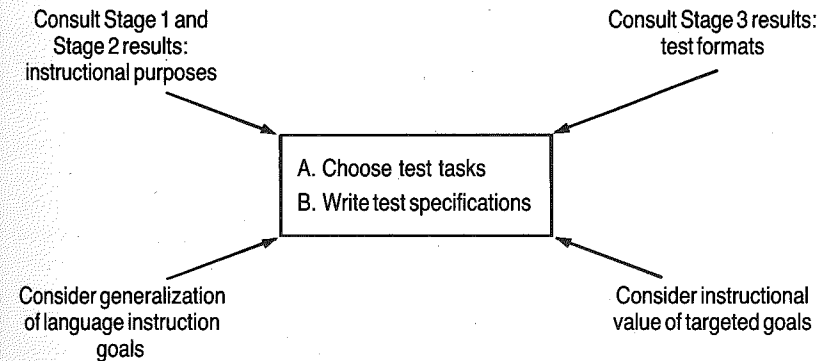 Consult Stage 1 and
Stage 2 results:
instructional purposes
Consult Stage 3 results:
test formats
A. Choose test tasks
B. Write test specifications
Consider generalization
of language instruction
goals
Consider instructional
value of targeted goals